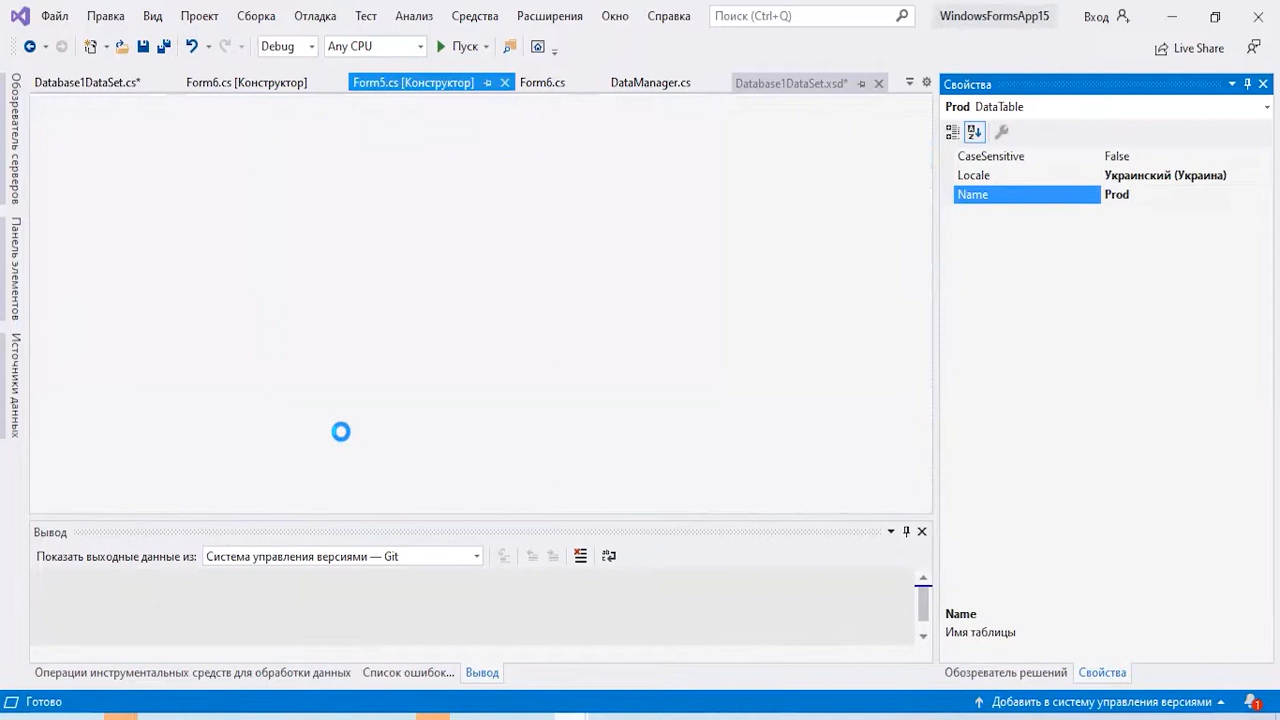 Файл Правка Вид Проект Сборка Отладка Тест Анализ Средства Расширения Окно Справка Поиск (Ctrl+Q) WindowsFormsApp15 Вход
Debug Any CPU Пуск Live Share
Database1DataSet.cs* Form6.cs [Конструктор] Form5.cs [Конструктор] Form6.cs DataManager.cs Database1DataSet.xsd*
Обозреватель серверов
Панель элементов
Источники данных
Свойства
Prod DataTable
CaseSensitive False
Locale Украинский (Украина)
Name Prod
Вывод
Показать выходные данные из: Система управления версиями — Git
Name
Имя таблицы
Операции инструментальных средств для обработки данных Список ошибок... Вывод
Обозреватель решений Свойства
Готово
Добавить в систему управления версиями 1